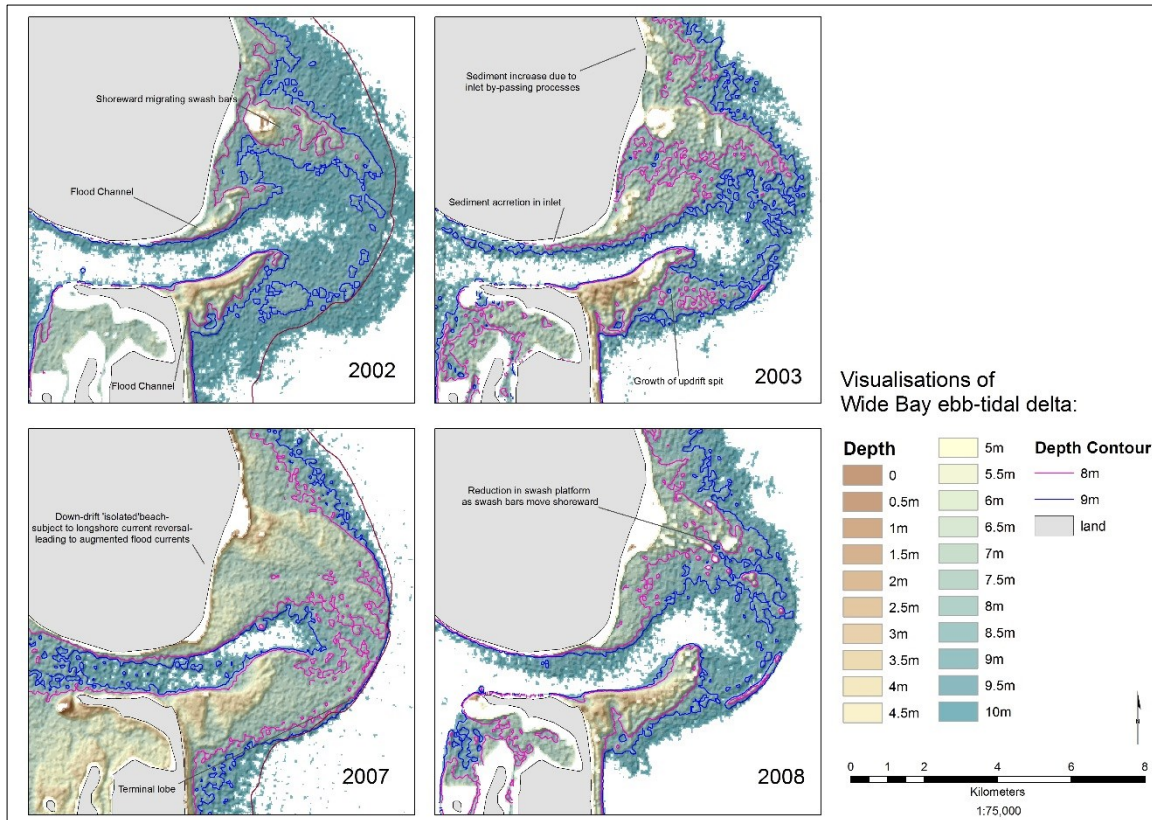 Shoreward migrating swash bars
Flood Channel
Flood Channel
2002
Sediment increase due to
inlet by-passing processes
Sediment accretion in inlet
Growth of updrift spit
2003
Down-drift 'isolated'beach-
subject to longshore current reversal-
leading to augmented flood currents
Terminal lobe
2007
Reduction in swash platform
as swash bars move shoreward
2008
Visualisations of
Wide Bay ebb-tidal delta:
Depth
0
0.5m
1m
1.5m
2m
2.5m
3m
3.5m
4m
4.5m
5m
5.5m
6m
6.5m
7m
7.5m
8m
8.5m
9m
9.5m
10m
Depth Contour
8m
9m
land
0 2 4 6 8
Kilometers
1:75,000